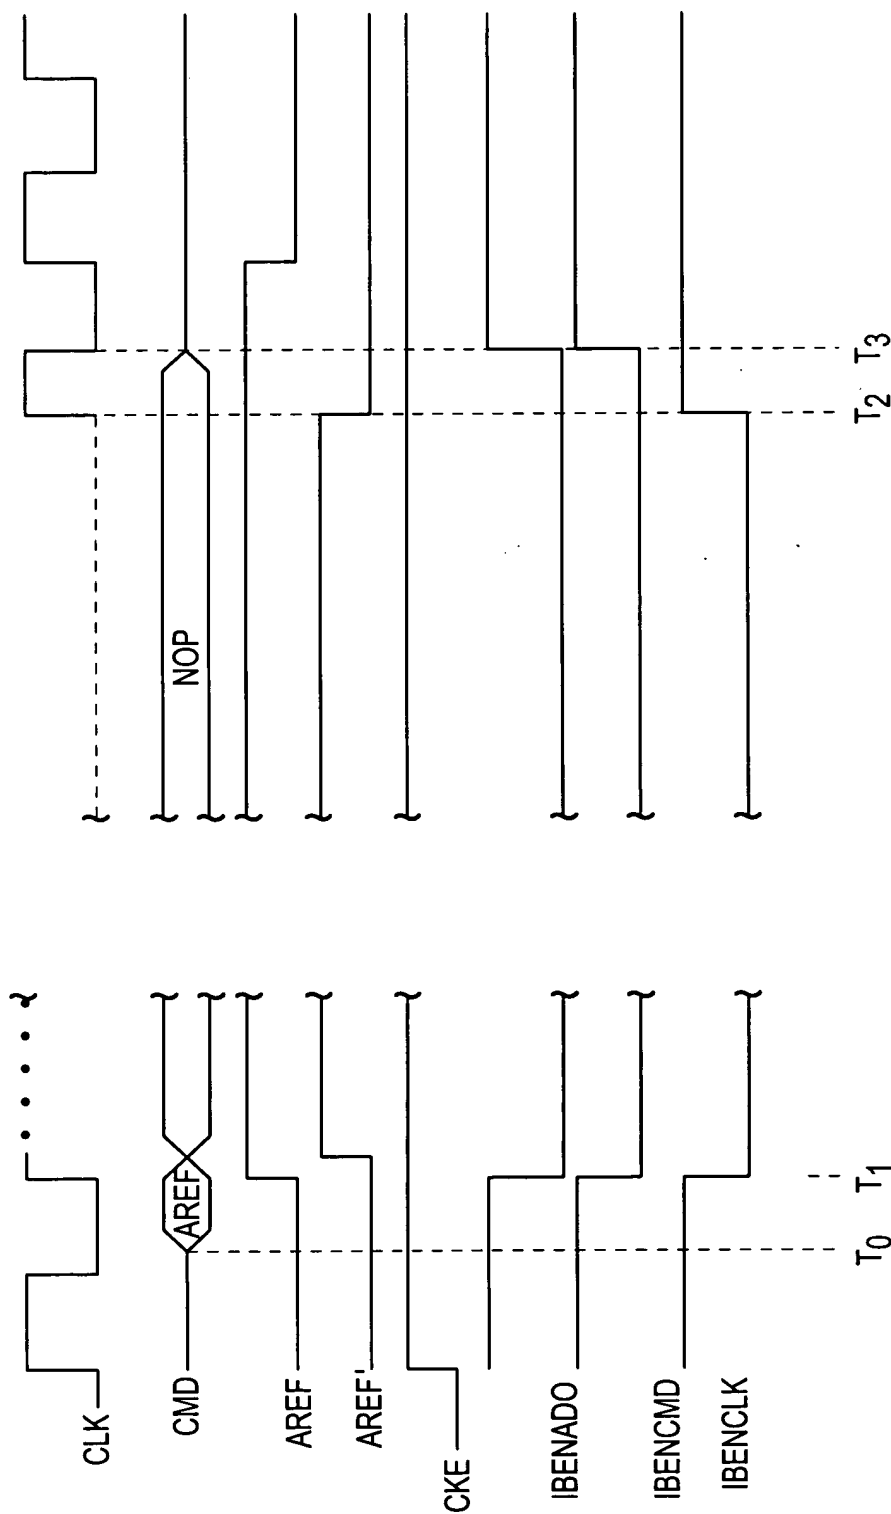 CLK
CMD
AREF
NOP
AREF
AREF'
CKE
IBENADO
IBENCMD
IBENCLK
T0
T1
T2
T3